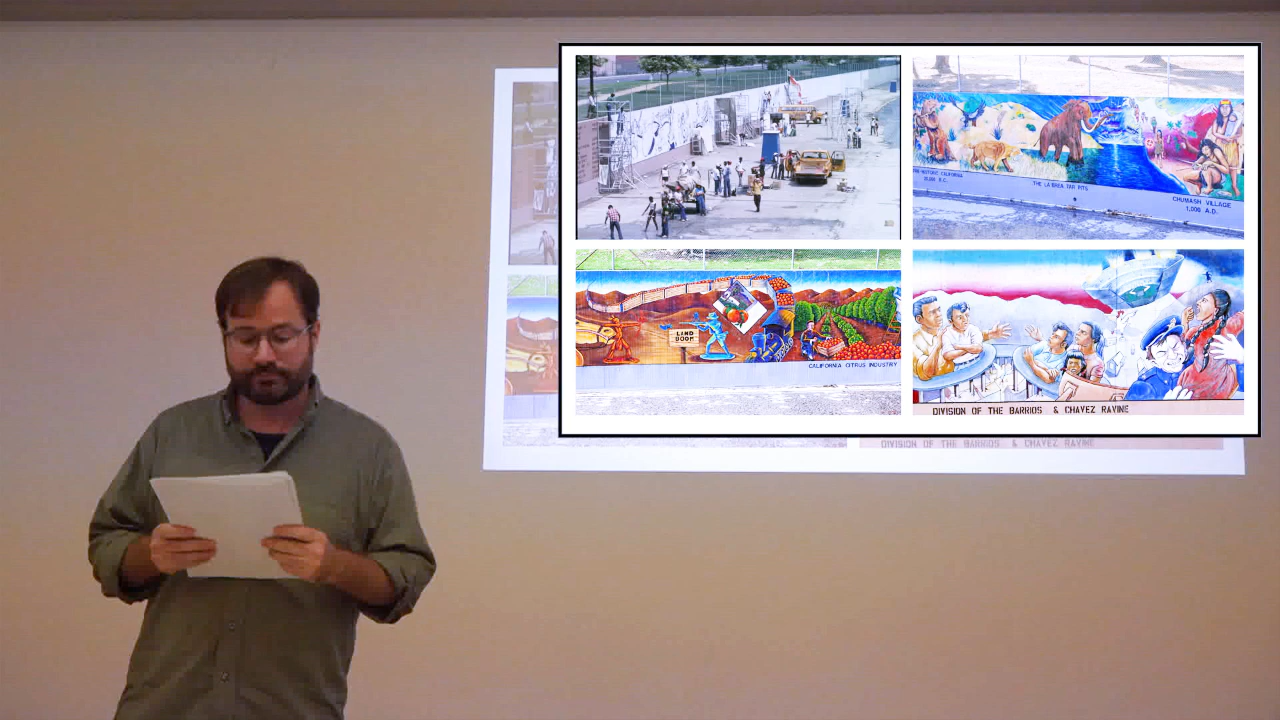 PRE-HISTORIC CALIFORNIA
THE LA BREA TAR PITS
CHUMASH VILLAGE
1,000 A.D.
LAND
BOOM
CALIFORNIA CITRUS INDUSTRY
DIVISION OF THE BARRIOS & CHAVEZ RAVINE
DIVISION OF THE BARRIOS & CHAVEZ RAVINE